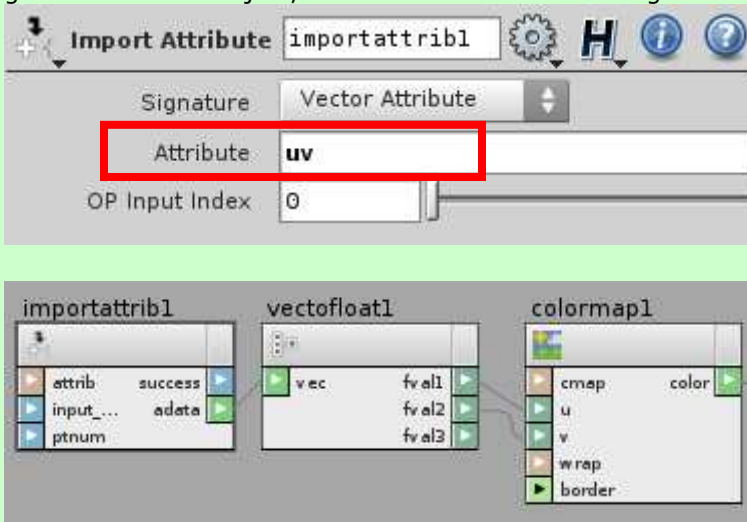 Import Attribute importattrib1
Signature Vector Attribute
Attribute uv
OP Input Index 0
importattrib1 vectofloat1 colormap1
attrib success vec fval1 cmap color
input_... adata fval2 u
ptnum fval3 v
wrap
border